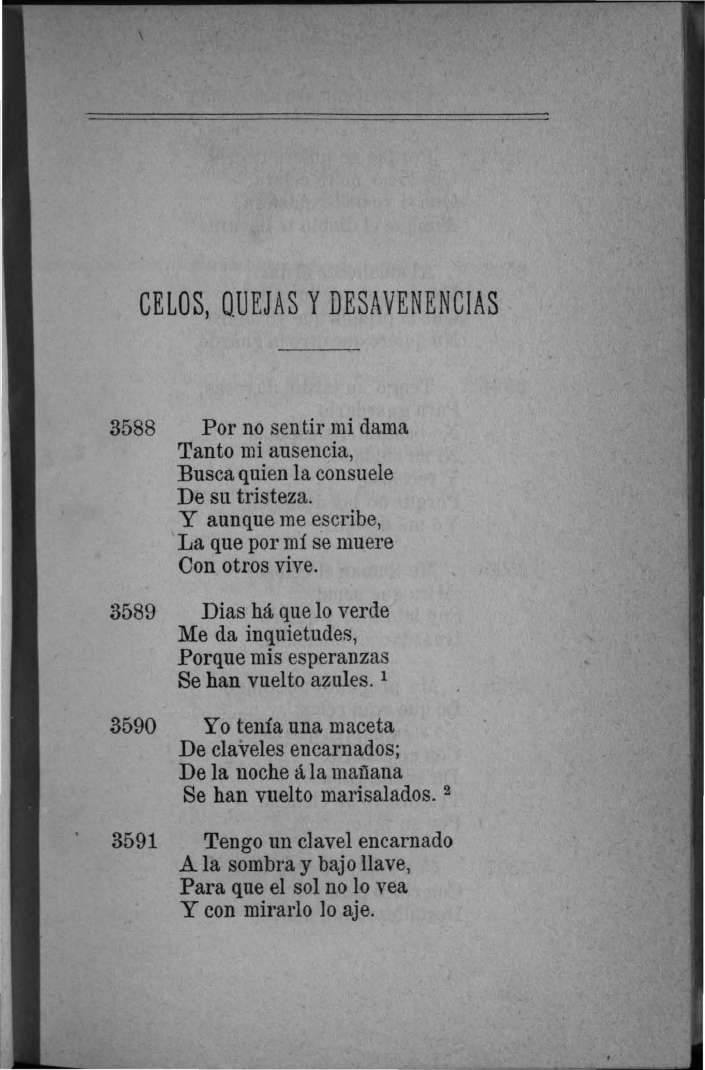 CELOS, QUEJAS Y DESAVENENCIAS
3588 Por no sentir mi dama
Tanto mi ausencia,
Busca quien la consuele
De su tristeza.
Y aunque me escribe,
La que por mí se muere
Con otros vive.
3589 Dias há que lo verde
Me da inquietudes,
Porque mis esperanzas
Se han vuelto azules. ¹
3590 Yo tenía una maceta
De claveles encarnados;
De la noche á la mañana
Se han vuelto marisalados. ²
3591 Tengo un clavel encarnado
A la sombra y bajo llave,
Para que el sol no lo vea
Y con mirarlo lo aje.